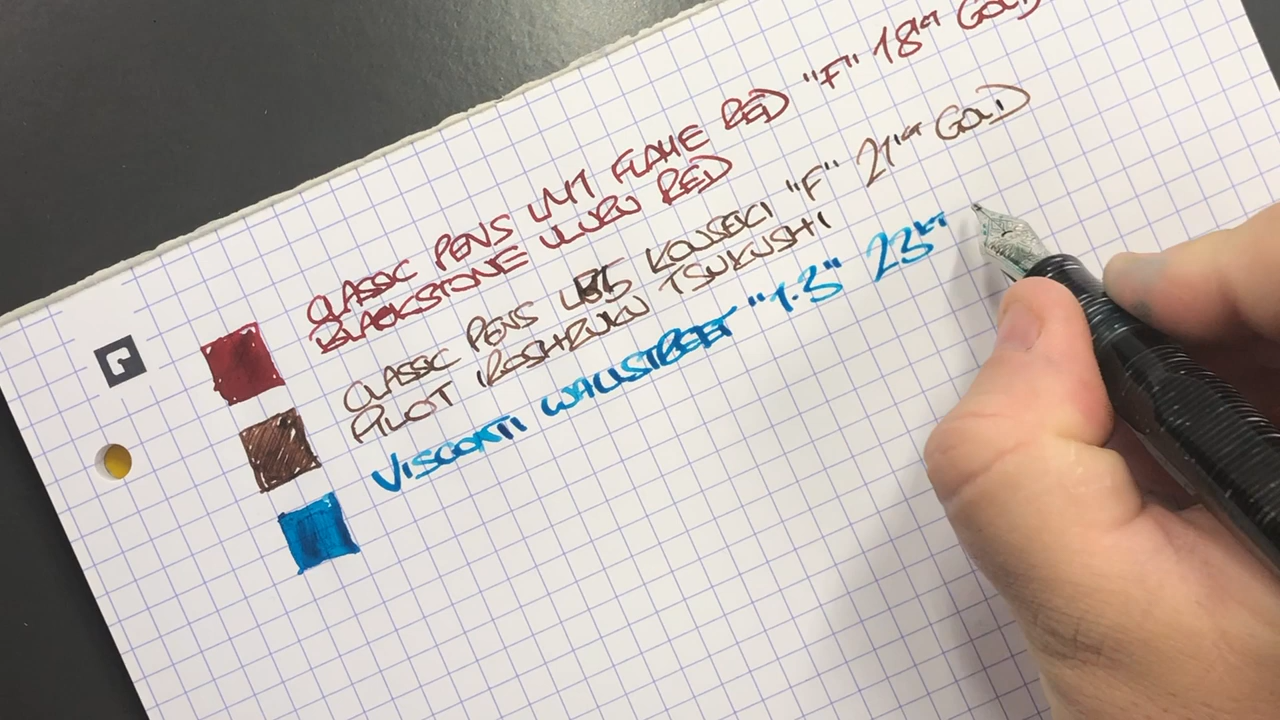 CLASSIC PENS LM1 FLAME RED "F" 18KT GOLD
BLACKSTONE ULURU RED
CLASSIC PENS LB5 KOUSEKI "F" 21KT GOLD
PILOT IROSHIZUKU TSUKUSHI
VISCONTI WALLSTREET "1.3" 23KT